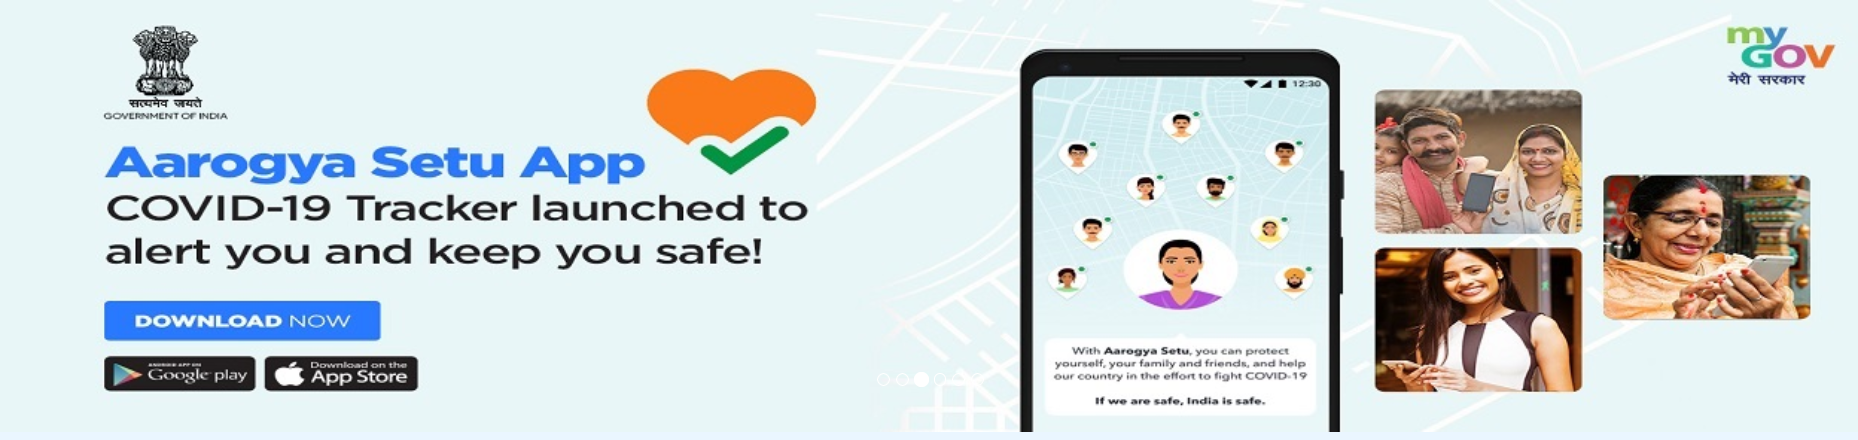 सत्यमेव जयते
GOVERNMENT OF INDIA
Aarogya Setu App
COVID-19 Tracker launched to
alert you and keep you safe!
DOWNLOAD NOW
ANDROID APP ON
Google play
Download on the
App Store
12:30
With Aarogya Setu, you can protect
yourself, your family and friends, and help
our country in the effort to fight COVID-19
If we are safe, India is safe.
my
GOV
मेरी सरकार